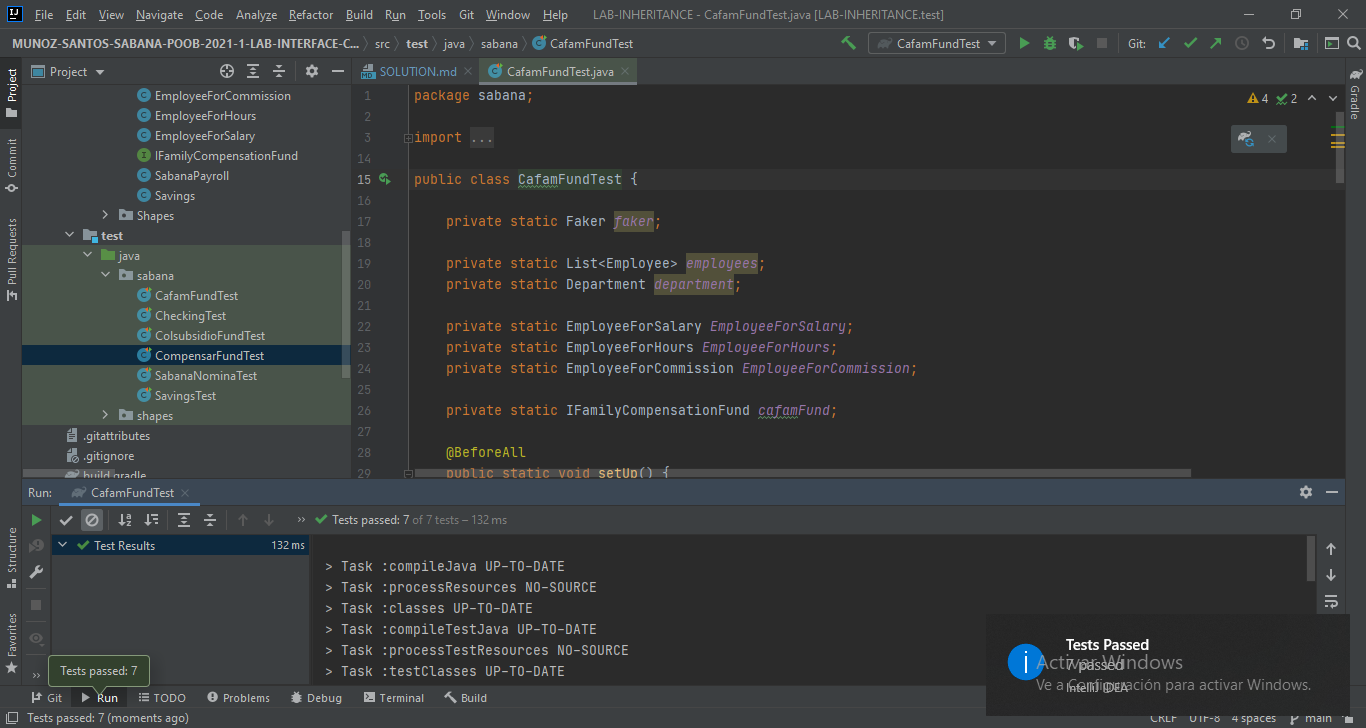 File Edit View Navigate Code Analyze Refactor Build Run Tools Git Window Help LAB-INHERITANCE - CafamFundTest.java [LAB-INHERITANCE.test]
MUNOZ-SANTOS-SABANA-POOB-2021-1-LAB-INTERFACE-C... src test java sabana CafamFundTest CafamFundTest Git:
Project SOLUTION.md CafamFundTest.java
Project
Commit
Pull Requests
Structure
Favorites
Gradle
EmployeeForCommission
EmployeeForHours
EmployeeForSalary
IFamilyCompensationFund
SabanaPayroll
Savings
Shapes
test
java
sabana
CafamFundTest
CheckingTest
ColsubsidioFundTest
CompensarFundTest
SabanaNominaTest
SavingsTest
shapes
.gitattributes
.gitignore
build.gradle
4 2
1 package sabana;
2
3 import ...
14
15 public class CafamFundTest {
16
17 private static Faker faker;
18
19 private static List<Employee> employees;
20 private static Department department;
21
22 private static EmployeeForSalary EmployeeForSalary;
23 private static EmployeeForHours EmployeeForHours;
24 private static EmployeeForCommission EmployeeForCommission;
25
26 private static IFamilyCompensationFund cafamFund;
27
28 @BeforeAll
29 public static void setUp() {
Run: CafamFundTest
Tests passed: 7 of 7 tests – 132 ms
Test Results 132 ms
> Task :compileJava UP-TO-DATE
> Task :processResources NO-SOURCE
> Task :classes UP-TO-DATE
> Task :compileTestJava UP-TO-DATE
> Task :processTestResources NO-SOURCE
> Task :testClasses UP-TO-DATE
Tests passed: 7
Tests Passed
7 passed
IntelliJ IDEA
Activar Windows
Ve a Configuración para activar Windows.
Git Run TODO Problems Debug Terminal Build
Tests passed: 7 (moments ago) CRLF UTF-8 4 spaces main